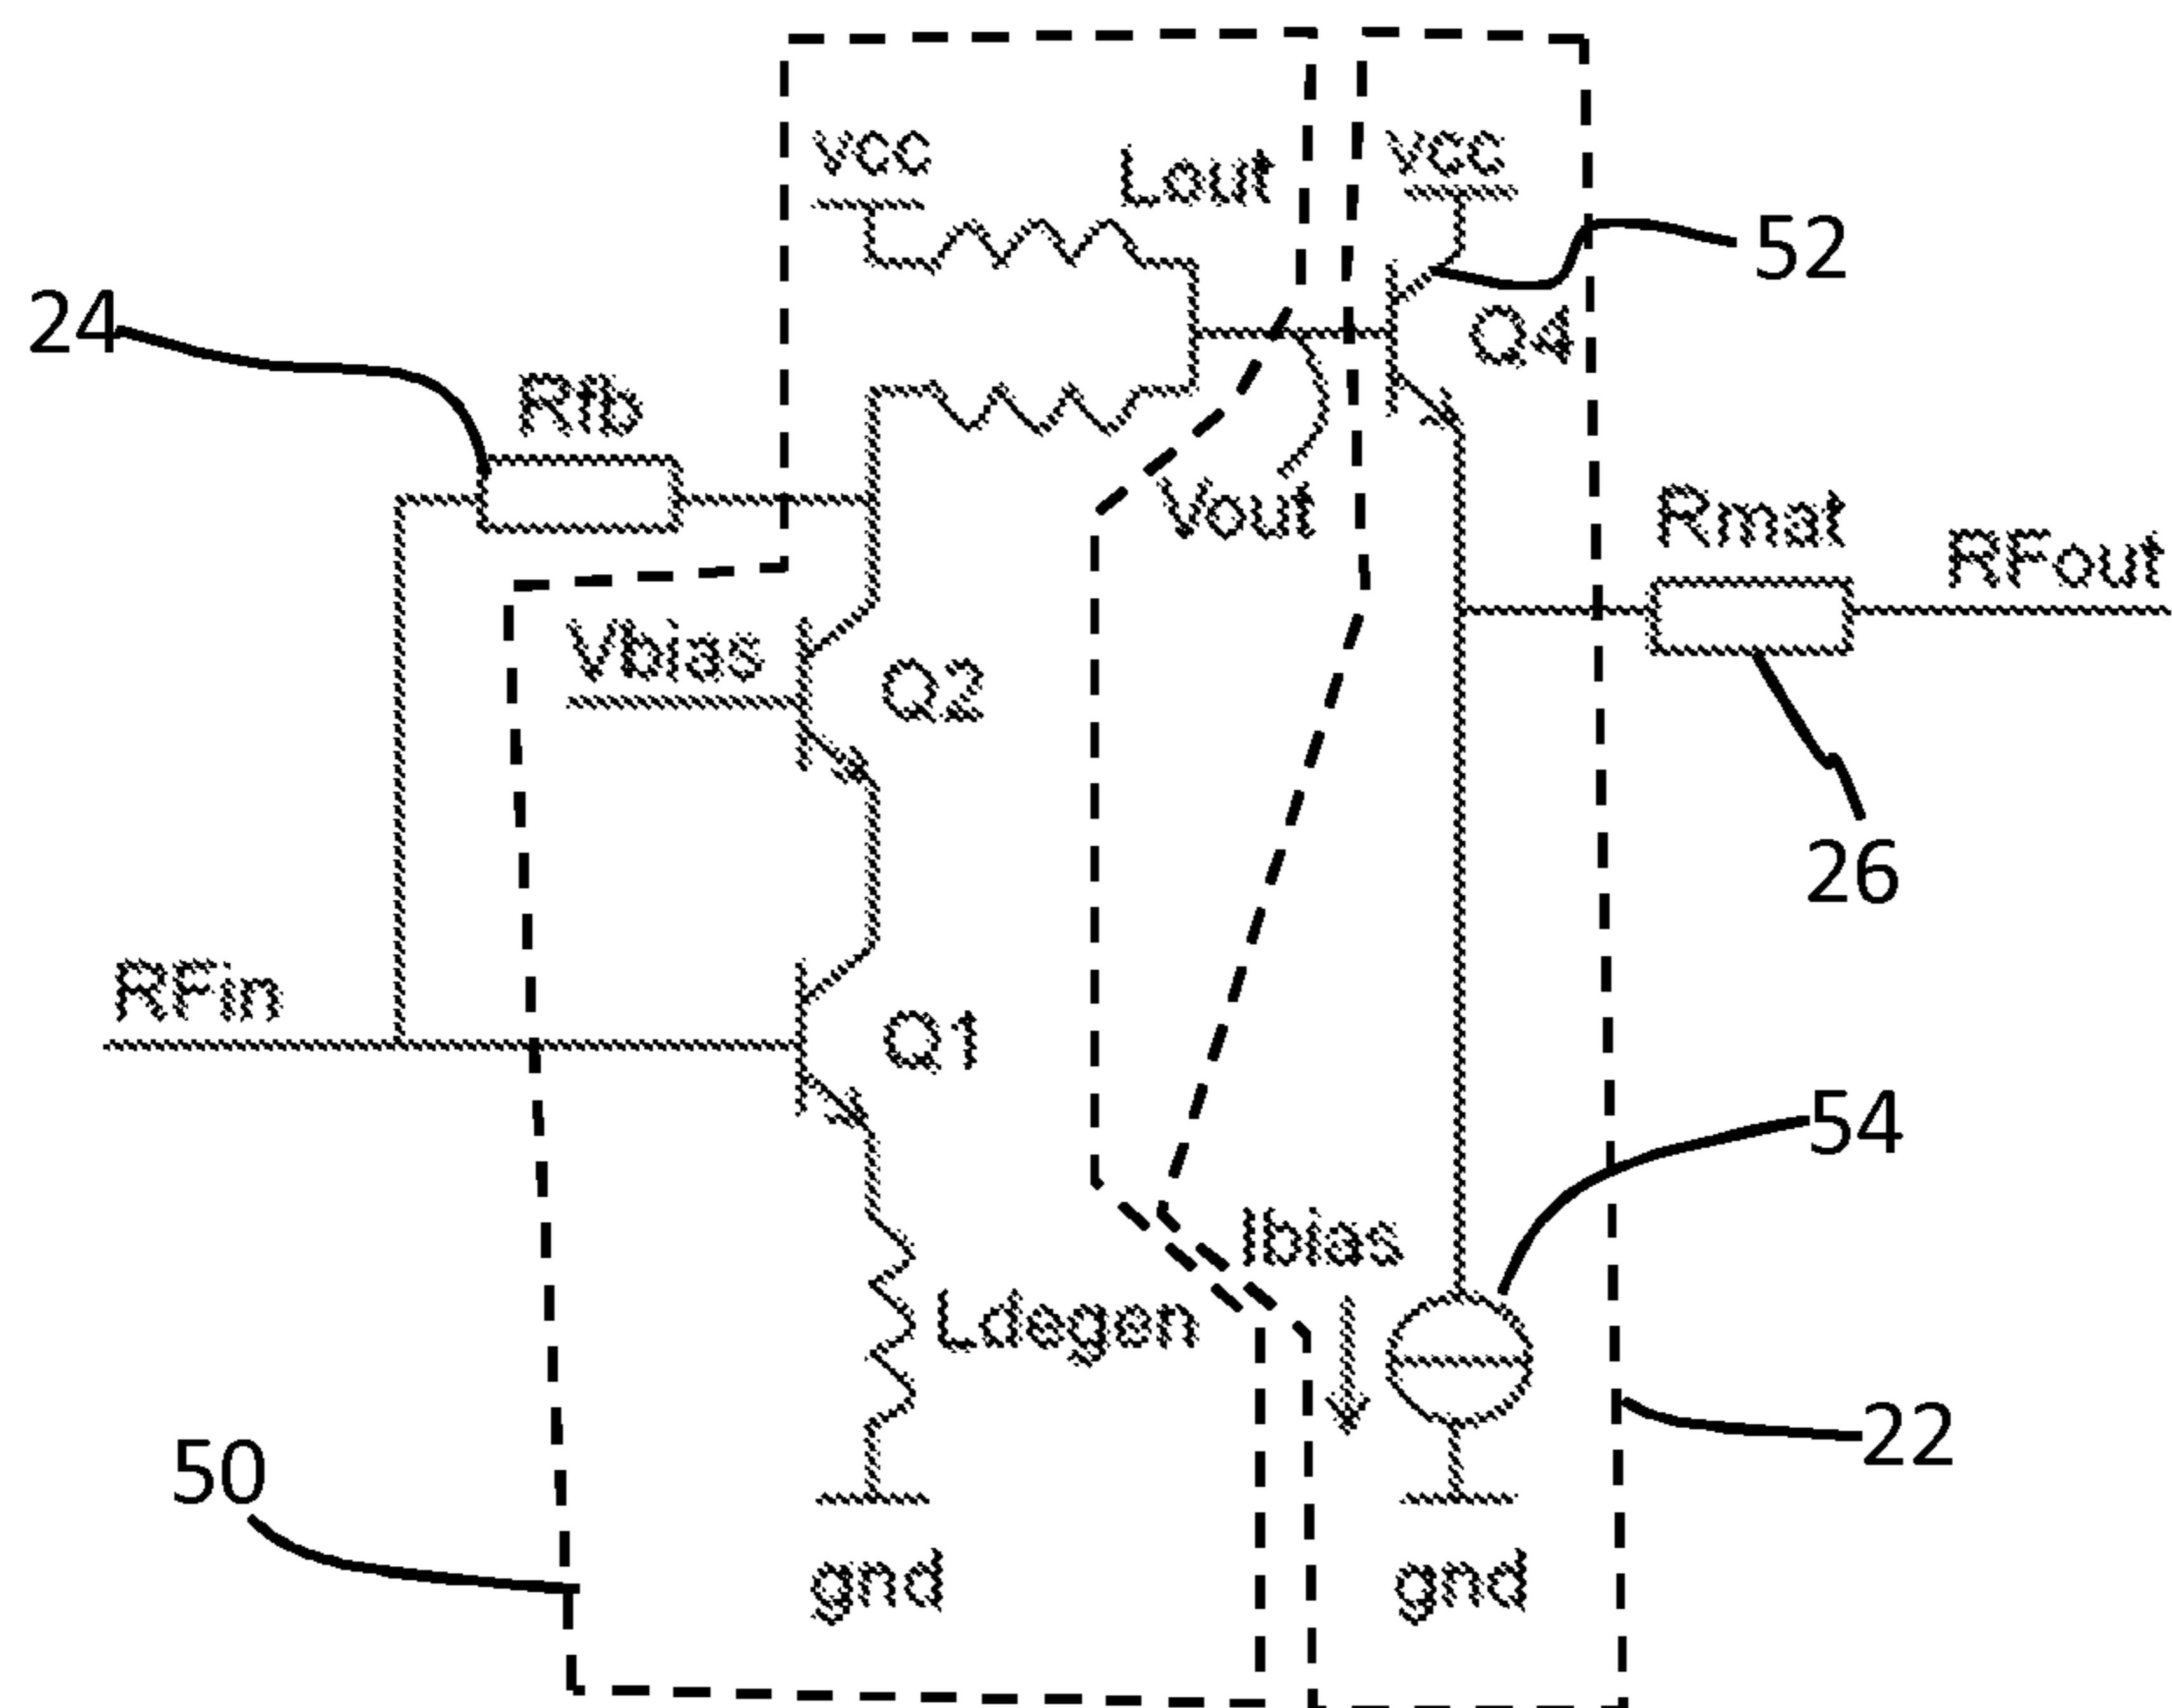 vcc
Lout
vcc
52
24
Rfb
Q4
Vout
Rmat
RFout
Vbias
Q2
26
RFin
Q1
54
Ibias
Ldegen
22
50
gnd
gnd